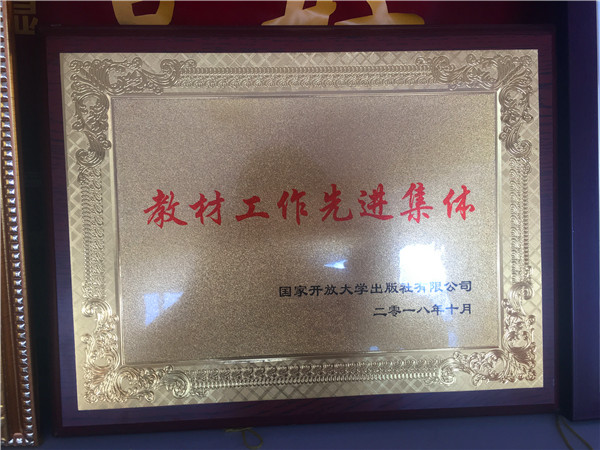 教材工作先进集体
国家开放大学出版社有限公司
二零一八年十月